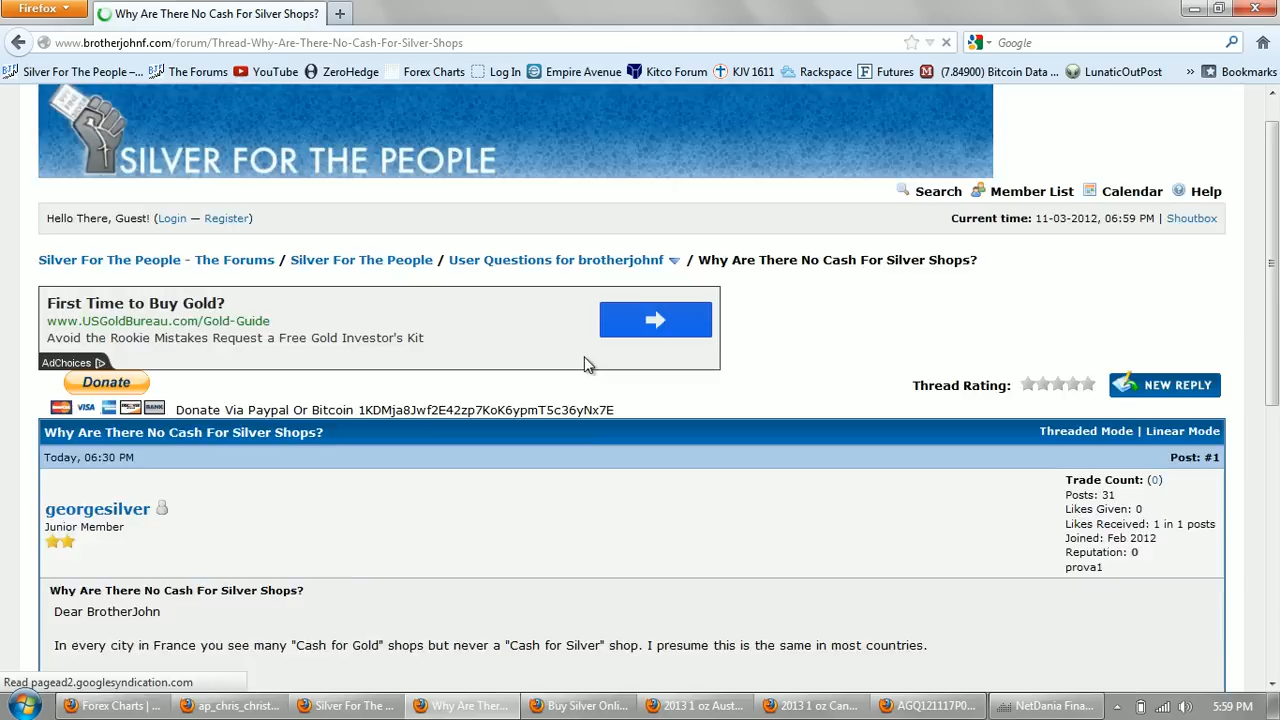 Firefox
Why Are There No Cash For Silver Shops?
www.brotherjohnf.com/forum/Thread-Why-Are-There-No-Cash-For-Silver-Shops
Google
Silver For The People –... The Forums YouTube ZeroHedge Forex Charts Log In Empire Avenue Kitco Forum KJV 1611 Rackspace Futures (7.84900) Bitcoin Data ... LunaticOutPost » Bookmarks
SILVER FOR THE PEOPLE
Search Member List Calendar Help
Hello There, Guest! (Login — Register) Current time: 11-03-2012, 06:59 PM | Shoutbox
Silver For The People - The Forums / Silver For The People / User Questions for brotherjohnf / Why Are There No Cash For Silver Shops?
First Time to Buy Gold?
www.USGoldBureau.com/Gold-Guide
Avoid the Rookie Mistakes Request a Free Gold Investor's Kit
AdChoices
Donate
Thread Rating: NEW REPLY
VISA BANK Donate Via Paypal Or Bitcoin 1KDMja8Jwf2E42zp7KoK6ypmT5c36yNx7E
Why Are There No Cash For Silver Shops? Threaded Mode | Linear Mode
Today, 06:30 PM Post: #1
georgesilver
Junior Member
Trade Count: (0)
Posts: 31
Likes Given: 0
Likes Received: 1 in 1 posts
Joined: Feb 2012
Reputation: 0
prova1
Why Are There No Cash For Silver Shops?
Dear BrotherJohn
In every city in France you see many "Cash for Gold" shops but never a "Cash for Silver" shop. I presume this is the same in most countries.
Read pagead2.googlesyndication.com
Forex Charts | ... ap_chris_christ... Silver For The ... Why Are Ther... Buy Silver Onli... 2013 1 oz Aust... 2013 1 oz Can... AGQ121117P0... NetDania Fina... 5:59 PM